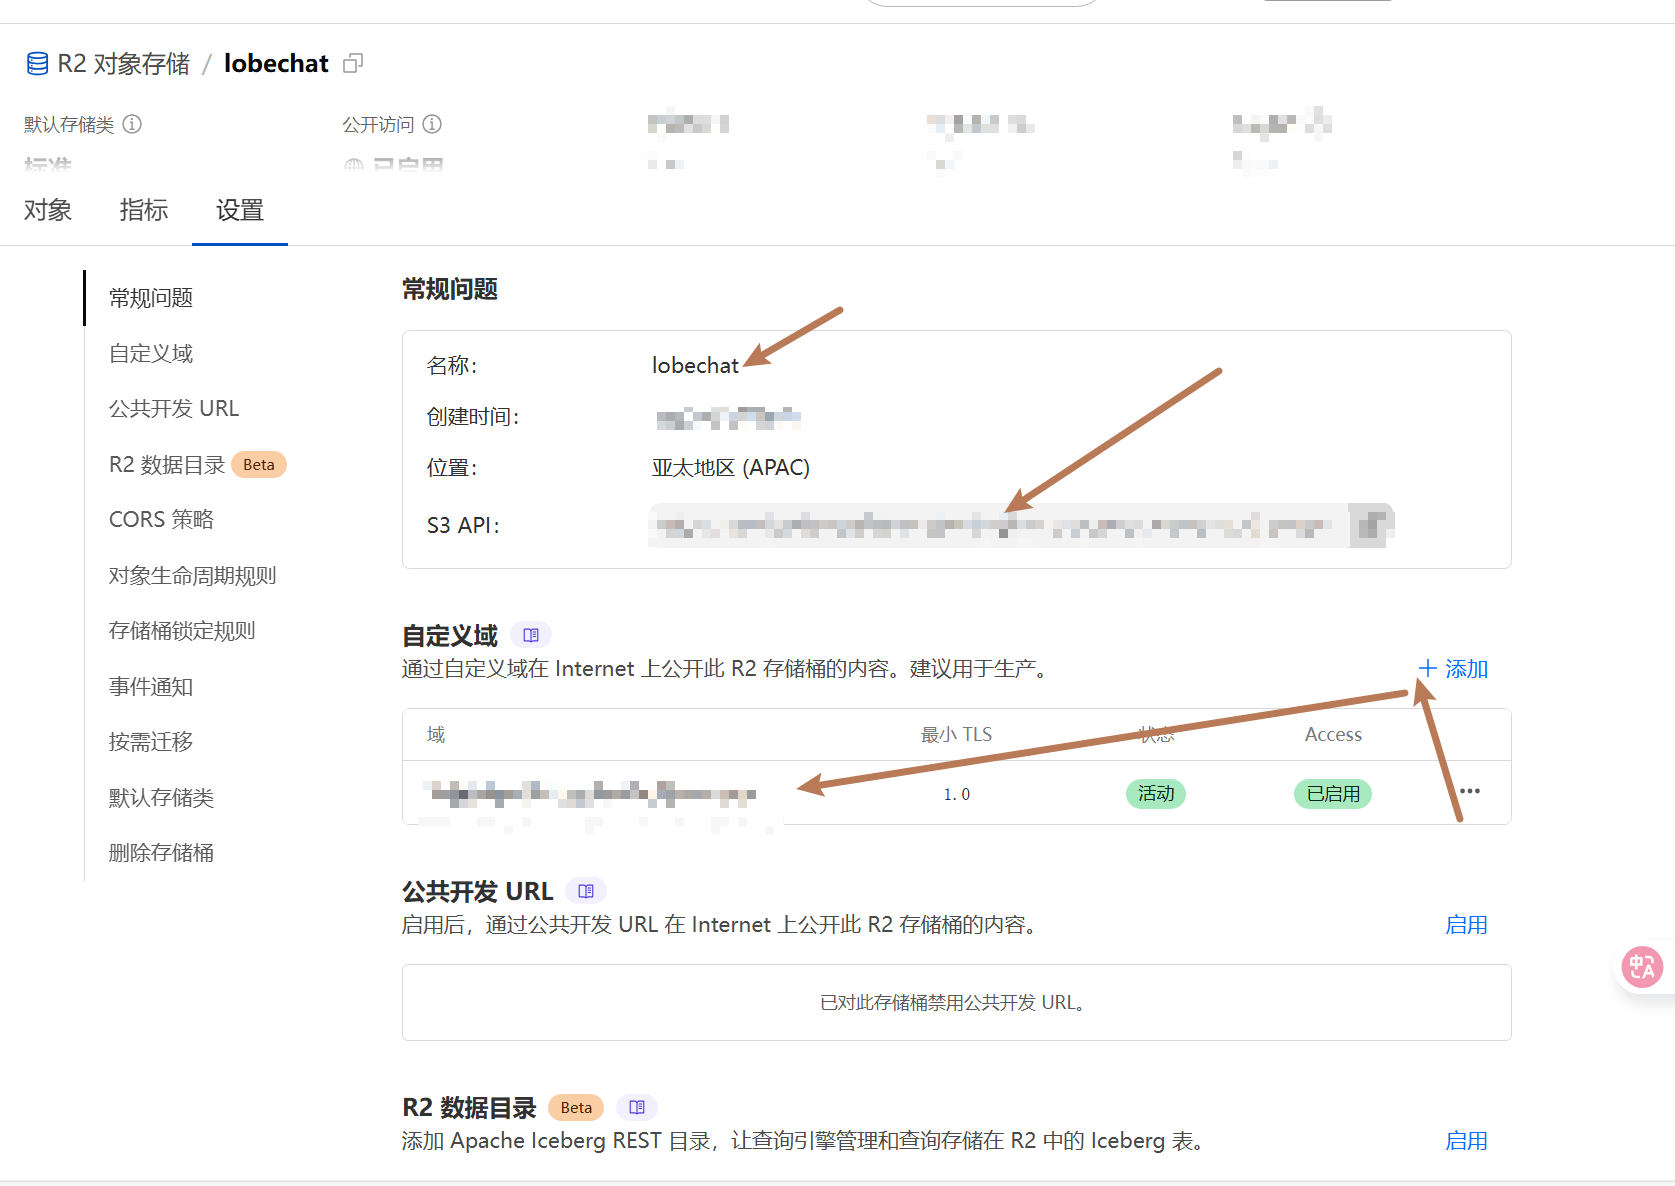 R2 对象存储 / lobechat
默认存储类
公开访问
标准
已启用
对象
指标
设置
常规问题
自定义域
公共开发 URL
R2 数据目录 Beta
CORS 策略
对象生命周期规则
存储桶锁定规则
事件通知
按需迁移
默认存储类
删除存储桶
常规问题
名称： lobechat
创建时间：
位置： 亚太地区 (APAC)
S3 API：
自定义域
通过自定义域在 Internet 上公开此 R2 存储桶的内容。建议用于生产。
+ 添加
域 最小 TLS 状态 Access
1.0 活动 已启用 •••
公共开发 URL
启用后，通过公共开发 URL 在 Internet 上公开此 R2 存储桶的内容。
启用
已对此存储桶禁用公共开发 URL。
R2 数据目录 Beta
添加 Apache Iceberg REST 目录，让查询引擎管理和查询存储在 R2 中的 Iceberg 表。
启用
中A